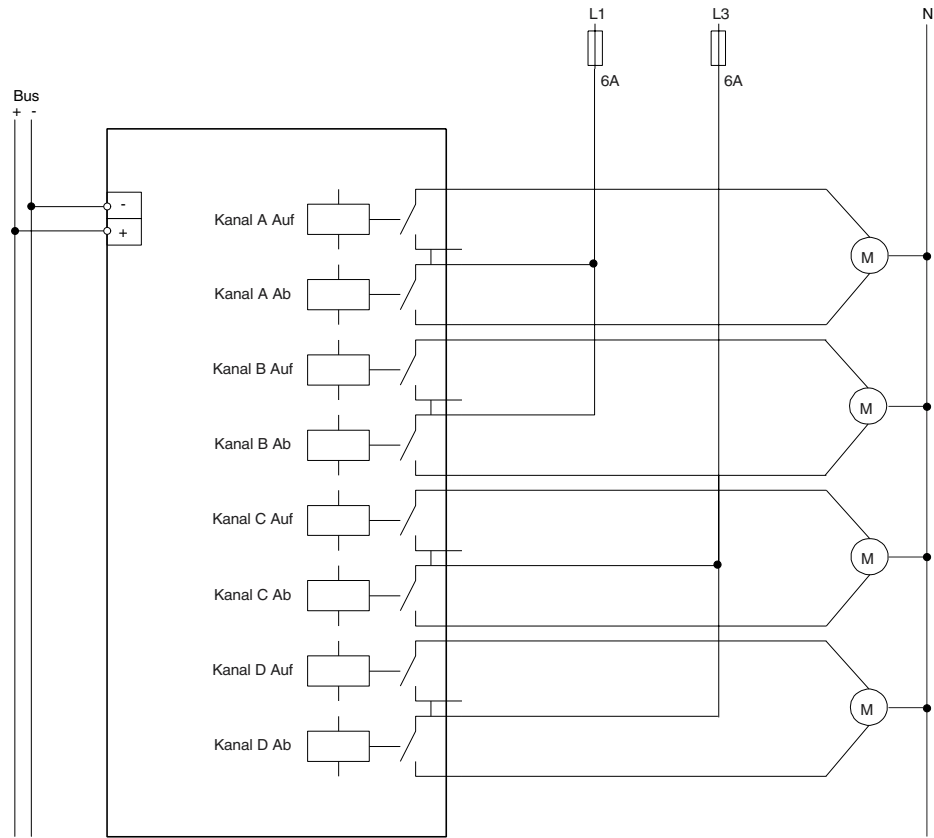 L1 L3 N
6A 6A
Bus
+ -
-
+
Kanal A Auf
M
Kanal A Ab
Kanal B Auf
M
Kanal B Ab
Kanal C Auf
M
Kanal C Ab
Kanal D Auf
M
Kanal D Ab